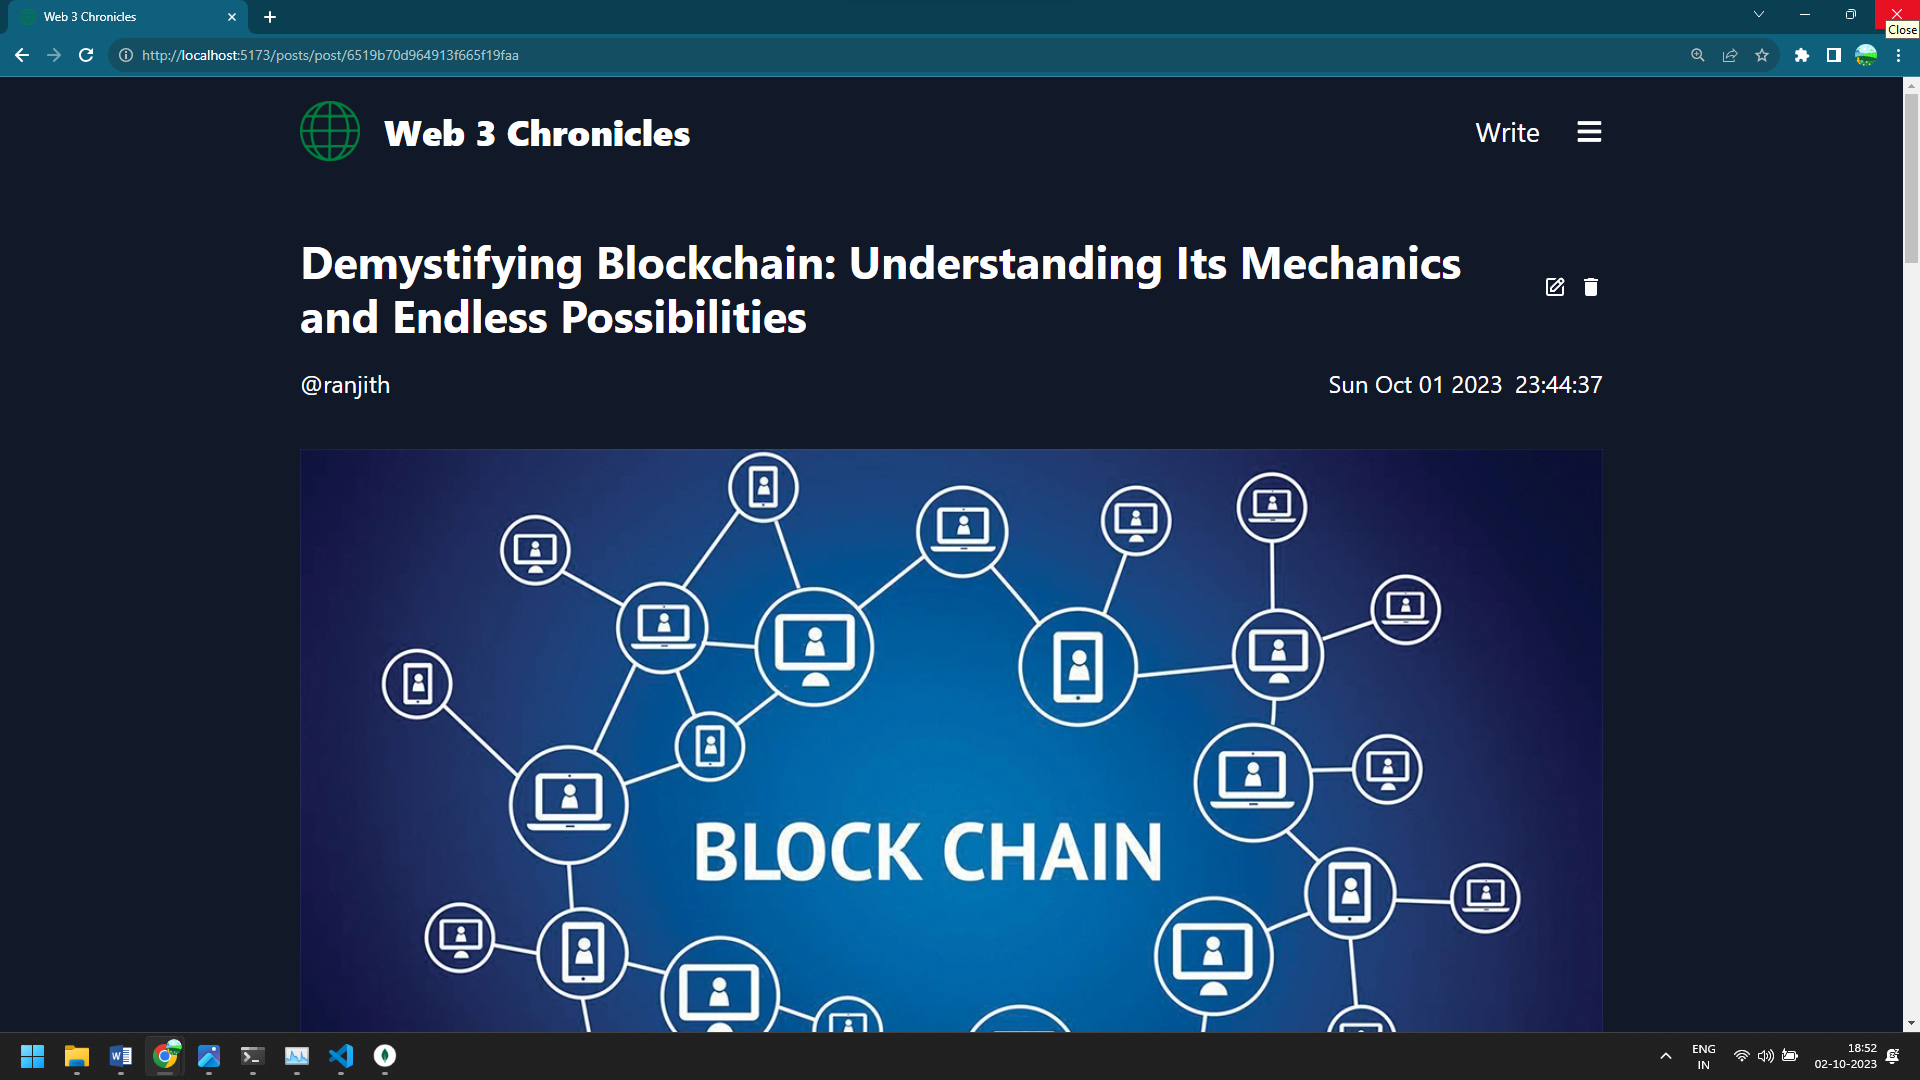 Web 3 Chronicles
Close
http://localhost:5173/posts/post/6519b70d964913f665f19faa
Web 3 Chronicles
Write
Demystifying Blockchain: Understanding Its Mechanics
and Endless Possibilities
@ranjith
Sun Oct 01 2023 23:44:37
BLOCK CHAIN
ENG
IN
18:52
02-10-2023